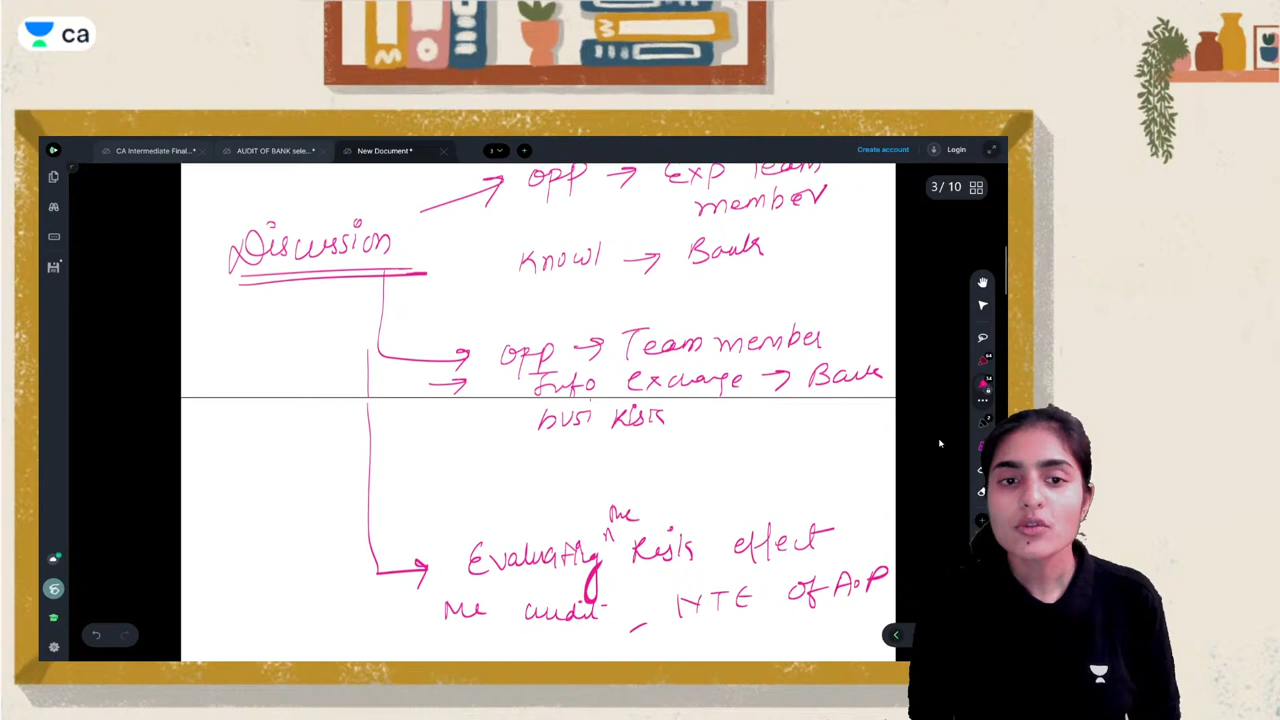 ca
CA Intermediate Final...*
AUDIT OF BANK sele...*
New Document*
3
Create account
Login
3 / 10
opp → Exp Team
member
Discussion
Knowl → Bank
opp → Team member
→ Info exchange → Bank
busi Risk
the
Evaluating Risk effect
the audit NTE of AOP